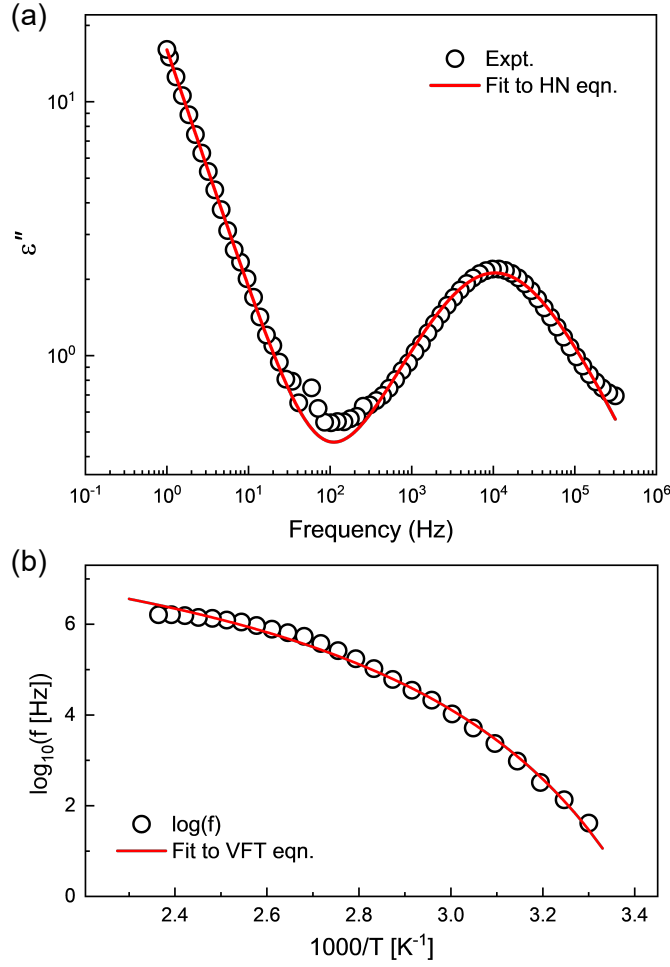 (a)
Expt.
Fit to HN eqn.
10¹
10⁰
ε″
10⁻¹ 10⁰ 10¹ 10² 10³ 10⁴ 10⁵ 10⁶
Frequency (Hz)
(b)
6
4
2
0
log₁₀(f [Hz])
log(f)
Fit to VFT eqn.
2.4 2.6 2.8 3.0 3.2 3.4
1000/T [K⁻¹]